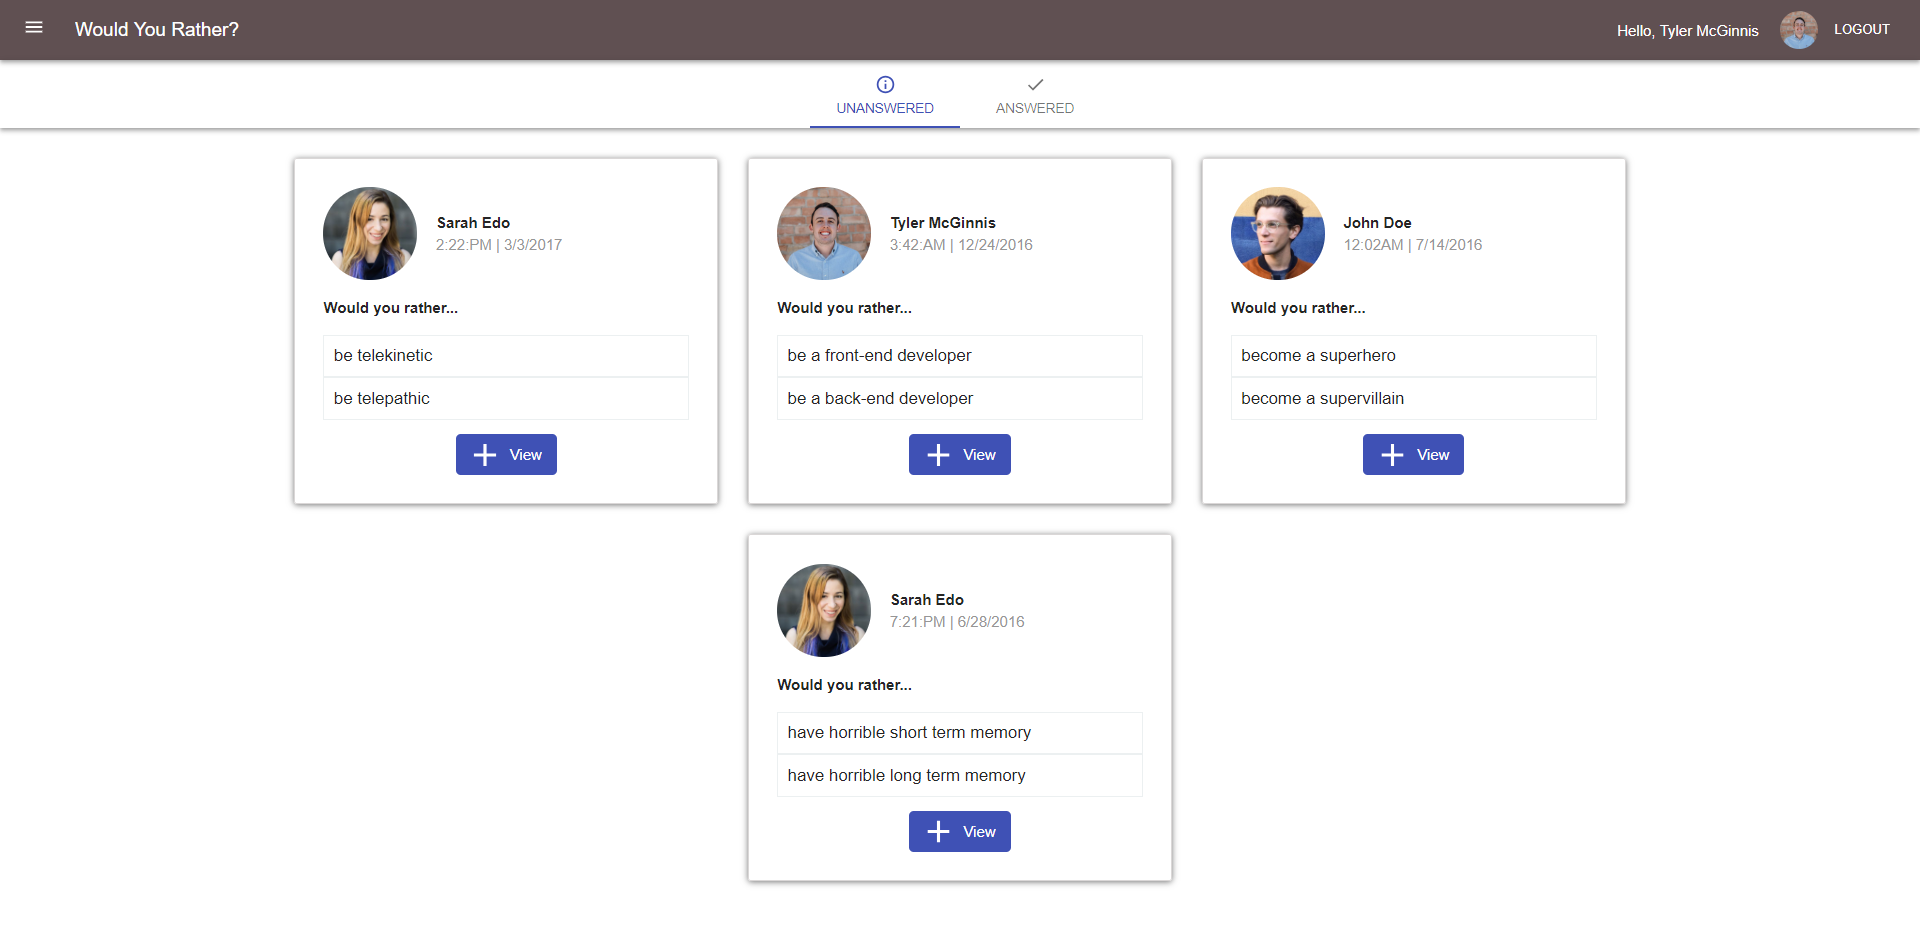 Would You Rather?
Hello, Tyler McGinnis
LOGOUT
UNANSWERED
ANSWERED
Sarah Edo
2:22:PM | 3/3/2017
Would you rather...
be telekinetic
be telepathic
View
Tyler McGinnis
3:42:AM | 12/24/2016
Would you rather...
be a front-end developer
be a back-end developer
View
John Doe
12:02AM | 7/14/2016
Would you rather...
become a superhero
become a supervillain
View
Sarah Edo
7:21:PM | 6/28/2016
Would you rather...
have horrible short term memory
have horrible long term memory
View